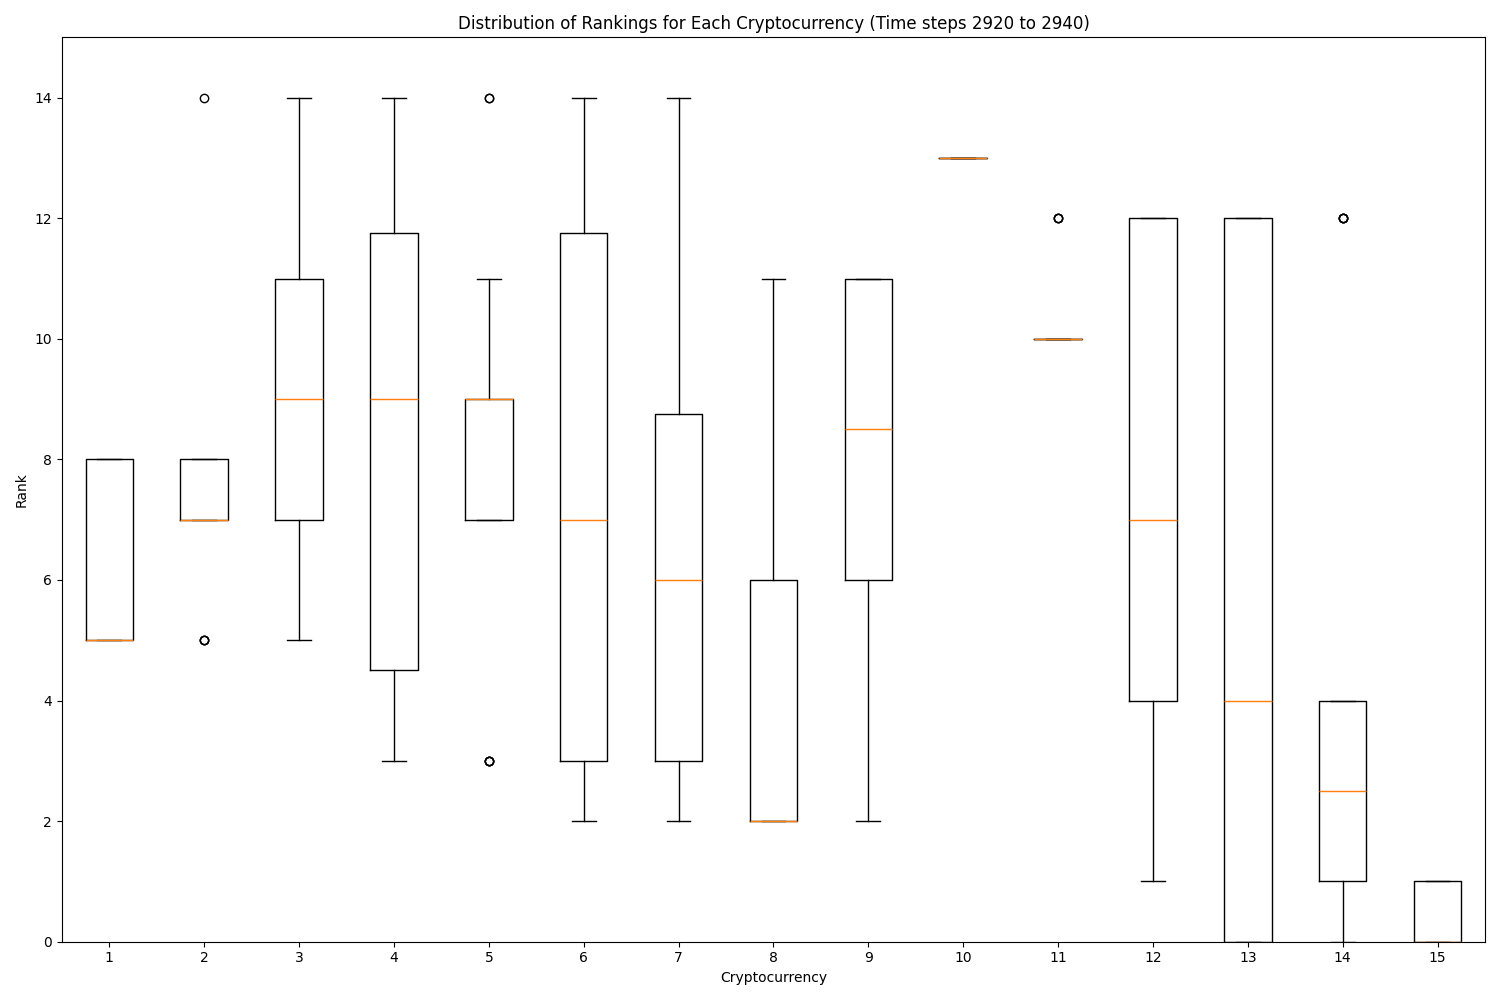 Distribution of Rankings for Each Cryptocurrency (Time steps 2920 to 2940)
14
12
10
8
6
4
2
0
Rank
1 2 3 4 5 6 7 8 9 10 11 12 13 14 15
Cryptocurrency